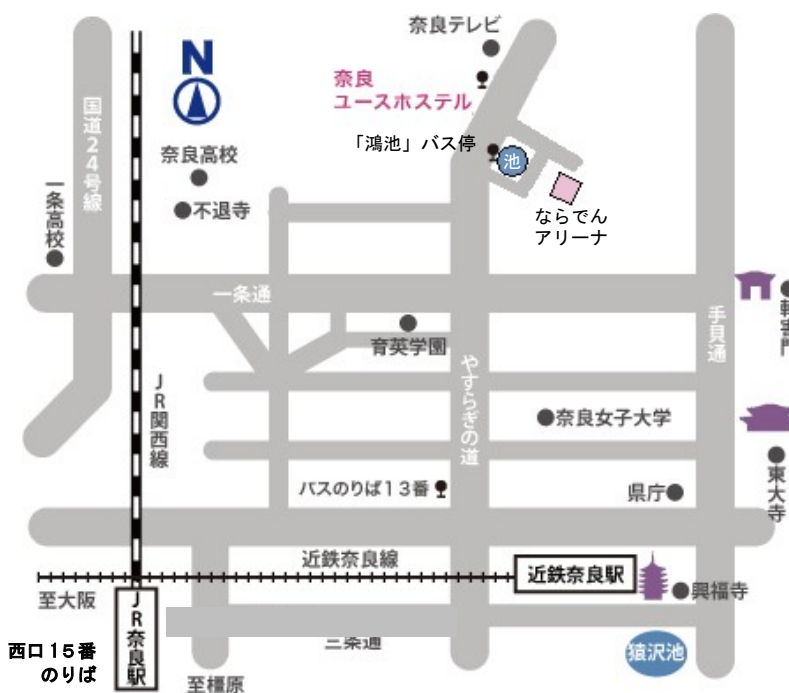 奈良テレビ
N
奈良
ユースホステル
国道24号線
「鴻池」バス停
池
奈良高校
一条高校
不退寺
ならでん
アリーナ
一条通
手貝通
転害門
育英学園
JR関西線
やすらぎの道
奈良女子大学
バスのりば13番
県庁
東大寺
近鉄奈良線
近鉄奈良駅
至大阪
JR奈良駅
興福寺
西口15番
のりば
三条通
猿沢池
至橿原